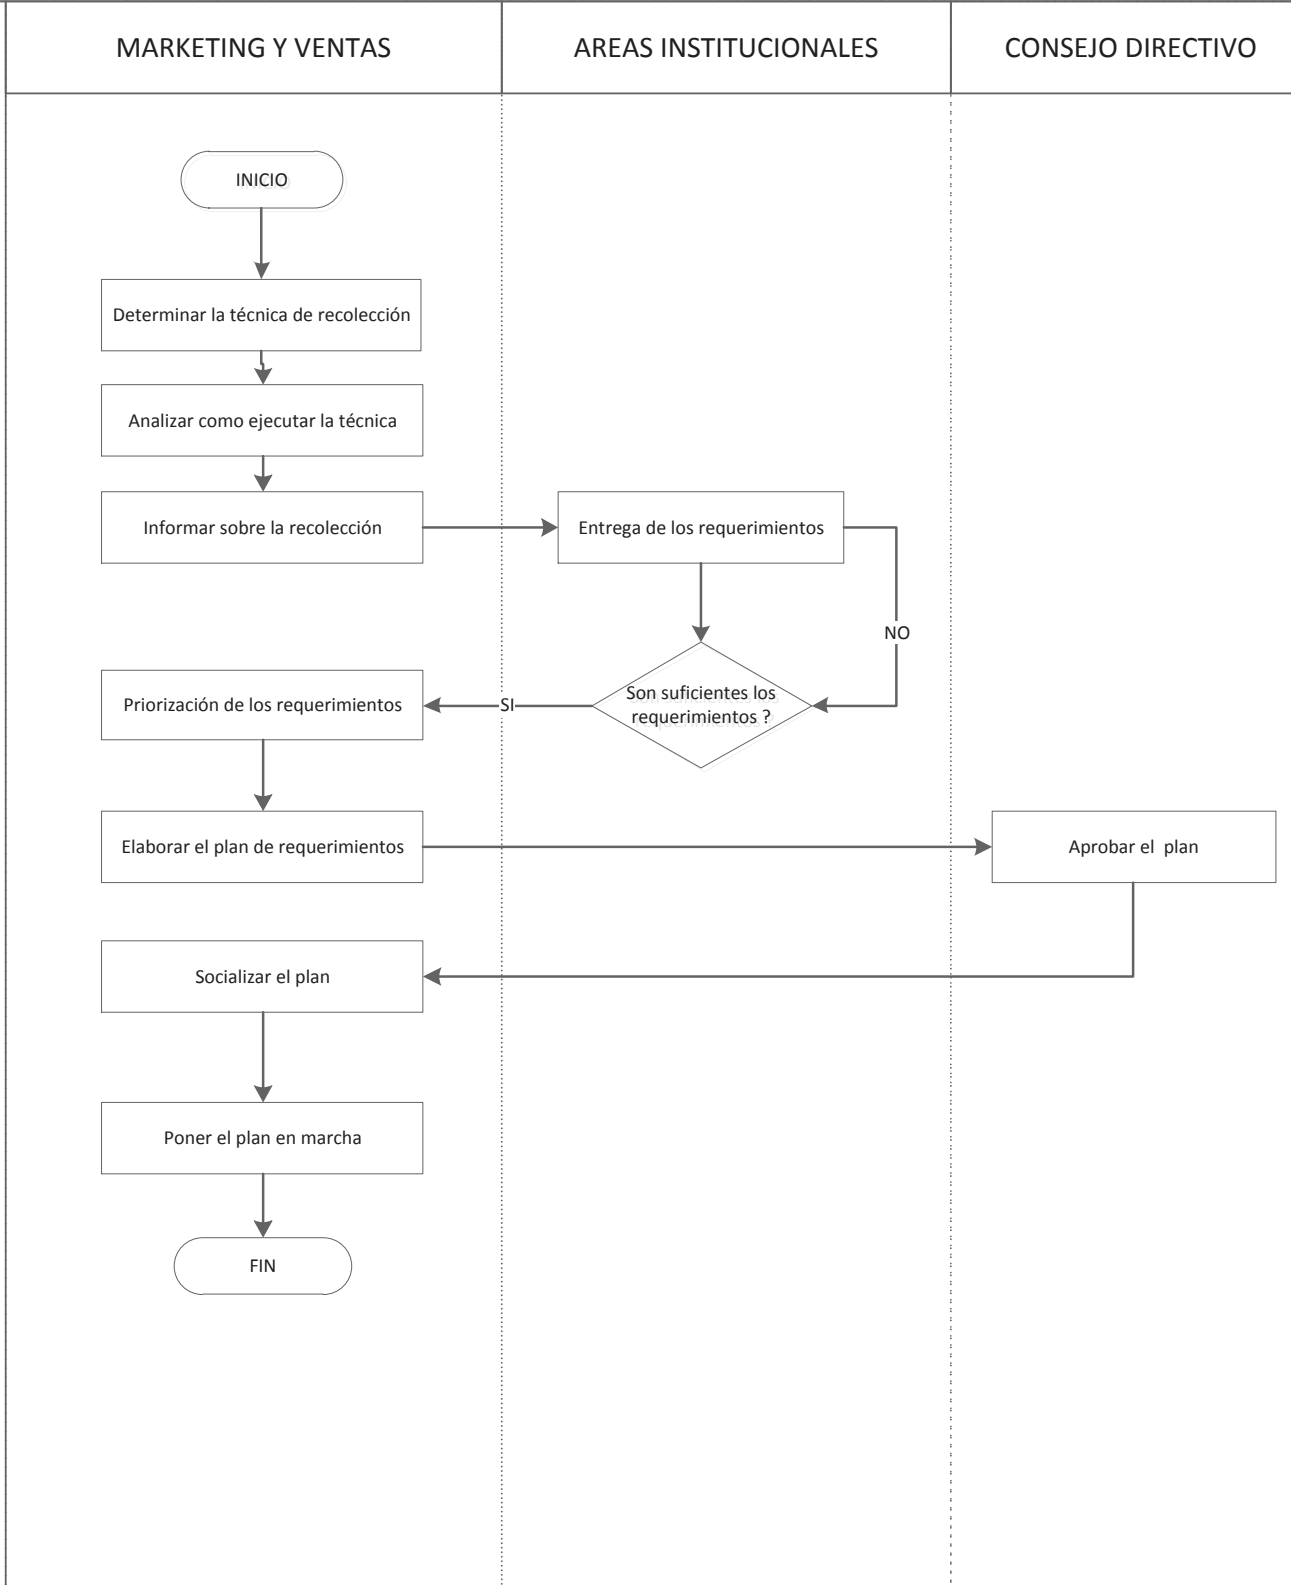 MARKETING Y VENTAS
AREAS INSTITUCIONALES
CONSEJO DIRECTIVO
INICIO
Determinar la técnica de recolección
Analizar como ejecutar la técnica
Informar sobre la recolección
Entrega de los requerimientos
NO
Priorización de los requerimientos
SI
Son suficientes los
requerimientos ?
Elaborar el plan de requerimientos
Aprobar el  plan
Socializar el plan
Poner el plan en marcha
FIN